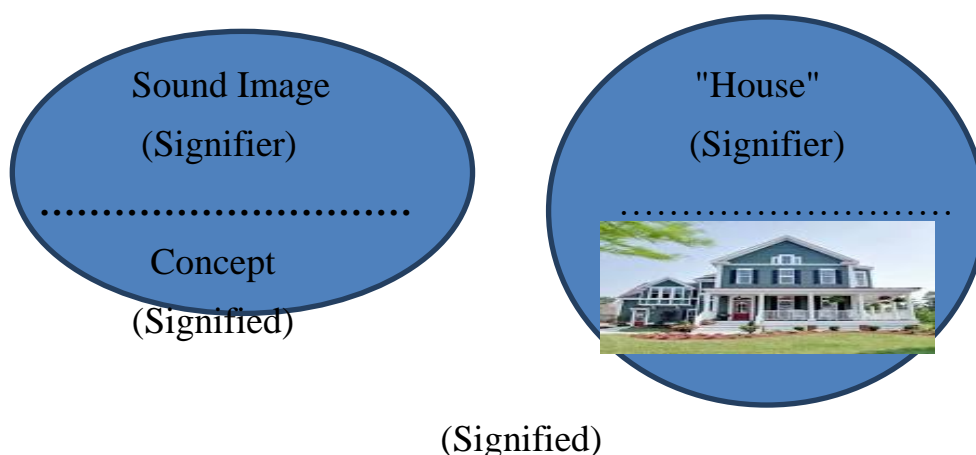 Sound Image
(Signifier)
................................
Concept
(Signified)
"House"
(Signifier)
............................
(Signified)